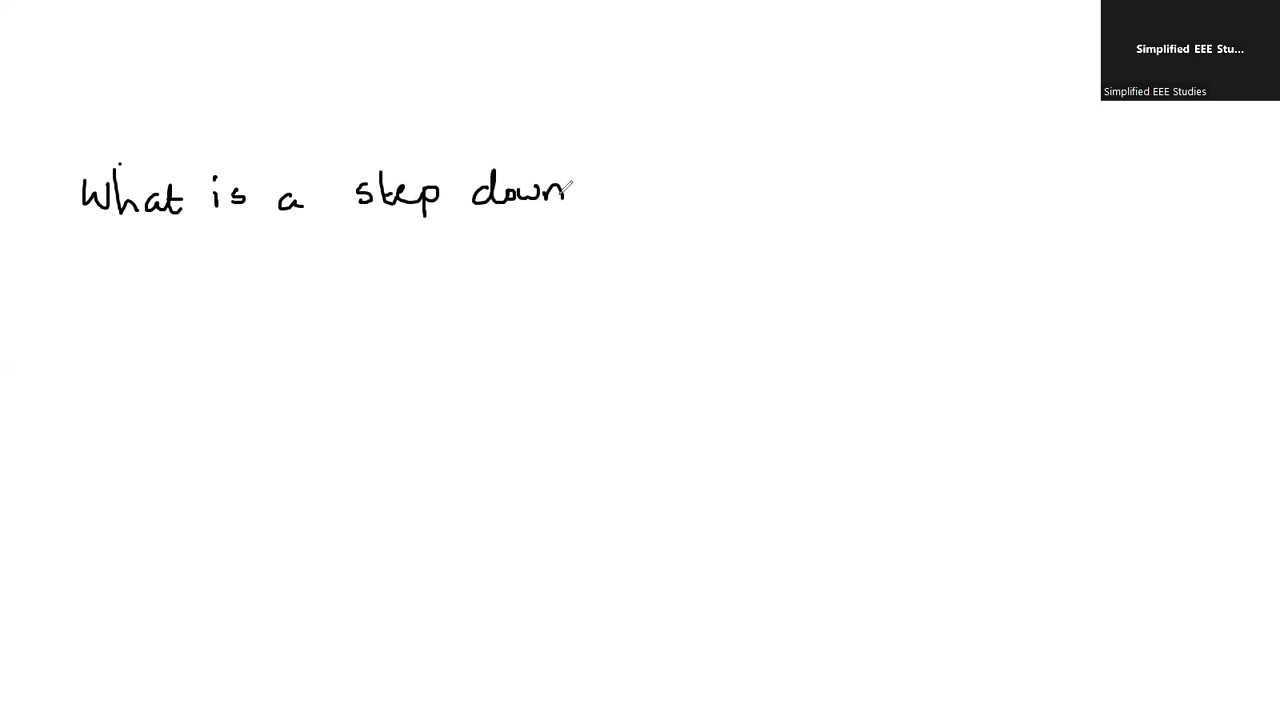 Simplified EEE Stu...
Simplified EEE Studies
What is a step down